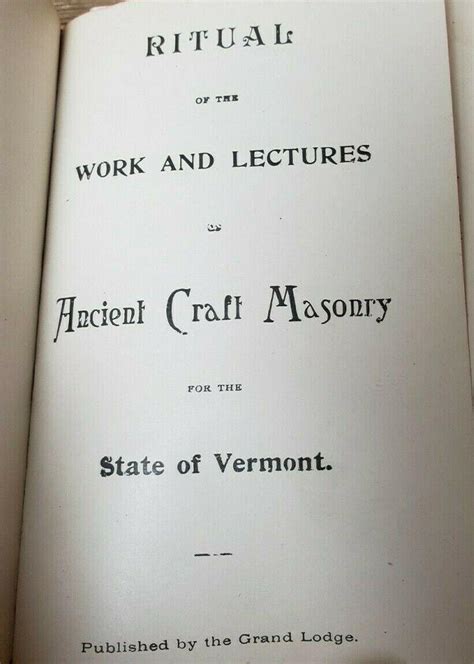 RITUAL
OF THE
WORK AND LECTURES
Ancient Craft Masonry
FOR THE
State of Vermont.
Published by the Grand Lodge.